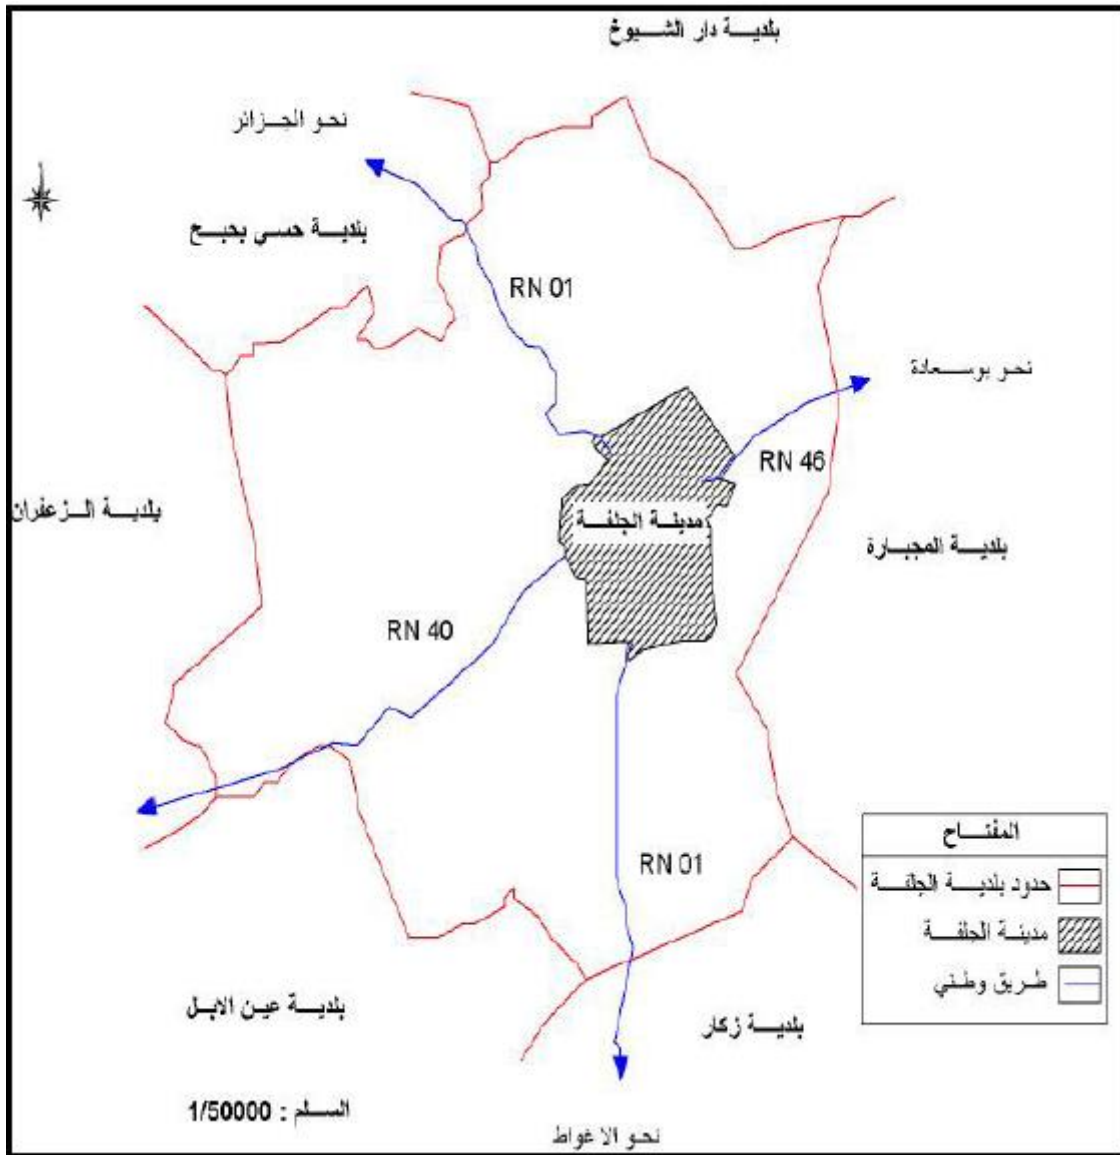 بلدية دار الشيوخ
نحو الجزائر
بلدية حسي بحبح
RN 01
نحو بوسعادة
RN 46
بلدية الزعفران
مدينة الجلفة
بلدية المجبارة
RN 40
RN 01
المفتاح
حدود بلدية الجلفة
مدينة الجلفة
طريق وطني
بلدية عين الابل
بلدية زكار
السلم : 1/50000
نحو الاغواط